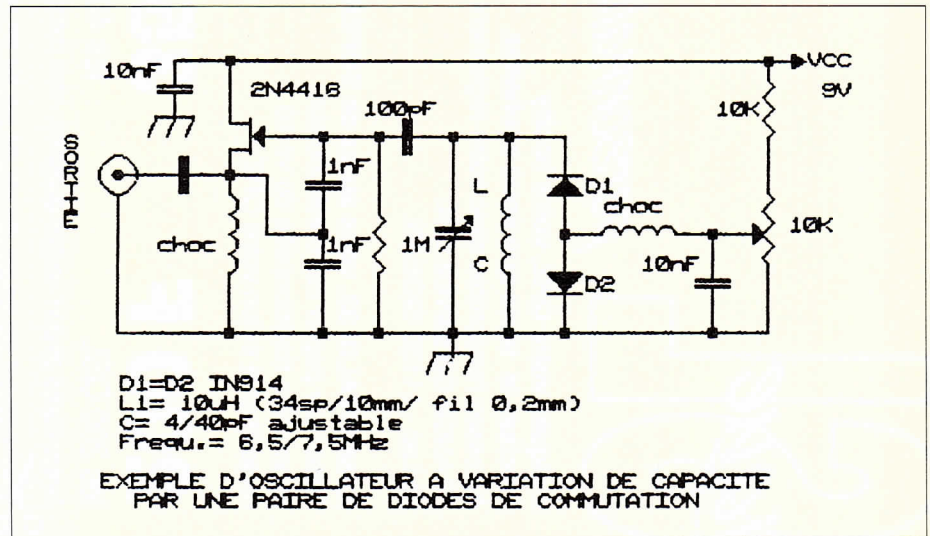 VCC
9V
10nF
2N4416
100pF
10K
SORTIE
1nF
L
D1
choc
10K
choc
1nF
1M
C
10nF
D2
D1=D2 IN914
L1= 10uH (34sp/10mm/ fil 0,2mm)
C= 4/40pF ajustable
Frequ.= 6,5/7,5MHz
EXEMPLE D'OSCILLATEUR A VARIATION DE CAPACITE
PAR UNE PAIRE DE DIODES DE COMMUTATION